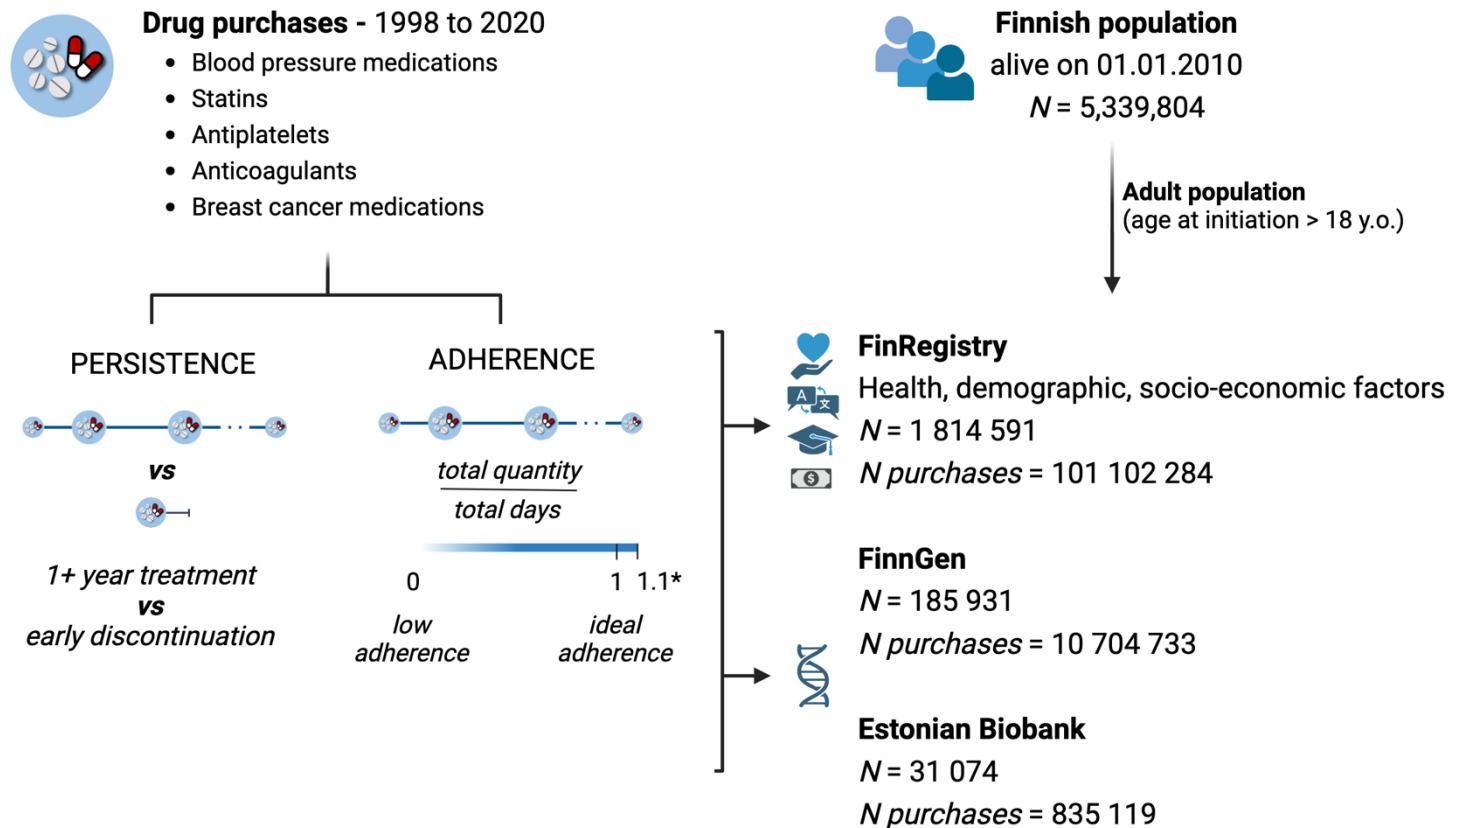 Drug purchases - 1998 to 2020
• Blood pressure medications
• Statins
• Antiplatelets
• Anticoagulants
• Breast cancer medications
Finnish population
alive on 01.01.2010
N = 5,339,804
Adult population
(age at initiation > 18 y.o.)
PERSISTENCE
vs
1+ year treatment
vs
early discontinuation
ADHERENCE
total quantity
total days
0
1
1.1*
low
adherence
ideal
adherence
A
文
$
FinRegistry
Health, demographic, socio-economic factors
N = 1 814 591
N purchases = 101 102 284
FinnGen
N = 185 931
N purchases = 10 704 733
Estonian Biobank
N = 31 074
N purchases = 835 119